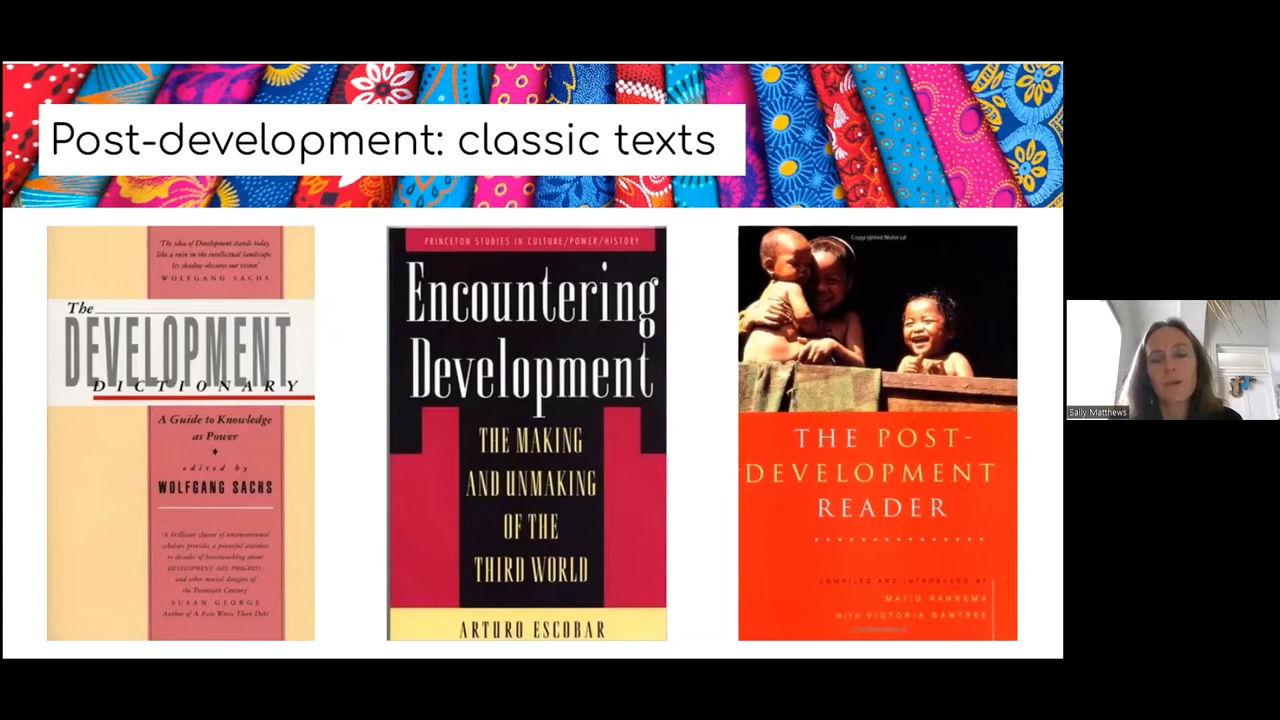 Post-development: classic texts
'The idea of Development stands today
like a ruin in the intellectual landscape.
Its shadow obscures our vision'
WOLFGANG SACHS
The
DEVELOPMENT
DICTIONARY
A Guide to Knowledge
as Power
edited by
WOLFGANG SACHS
'A brilliant cluster of unconventional
scholars provides a powerful antidote
to decades of brainwashing about
DEVELOPMENT, AID, PROGRESS,
and other mortal dangers of
the Twentieth Century'
SUSAN GEORGE
Author of A Fate Worse Than Debt
PRINCETON STUDIES IN CULTURE/POWER/HISTORY
Encountering
Development
THE MAKING
AND UNMAKING
OF THE
THIRD WORLD
ARTURO ESCOBAR
Copyrighted Material
THE POST-
DEVELOPMENT
READER
COMPILED AND INTRODUCED BY
MAJID RAHNEMA
WITH VICTORIA BAWTREE
Sally Matthews